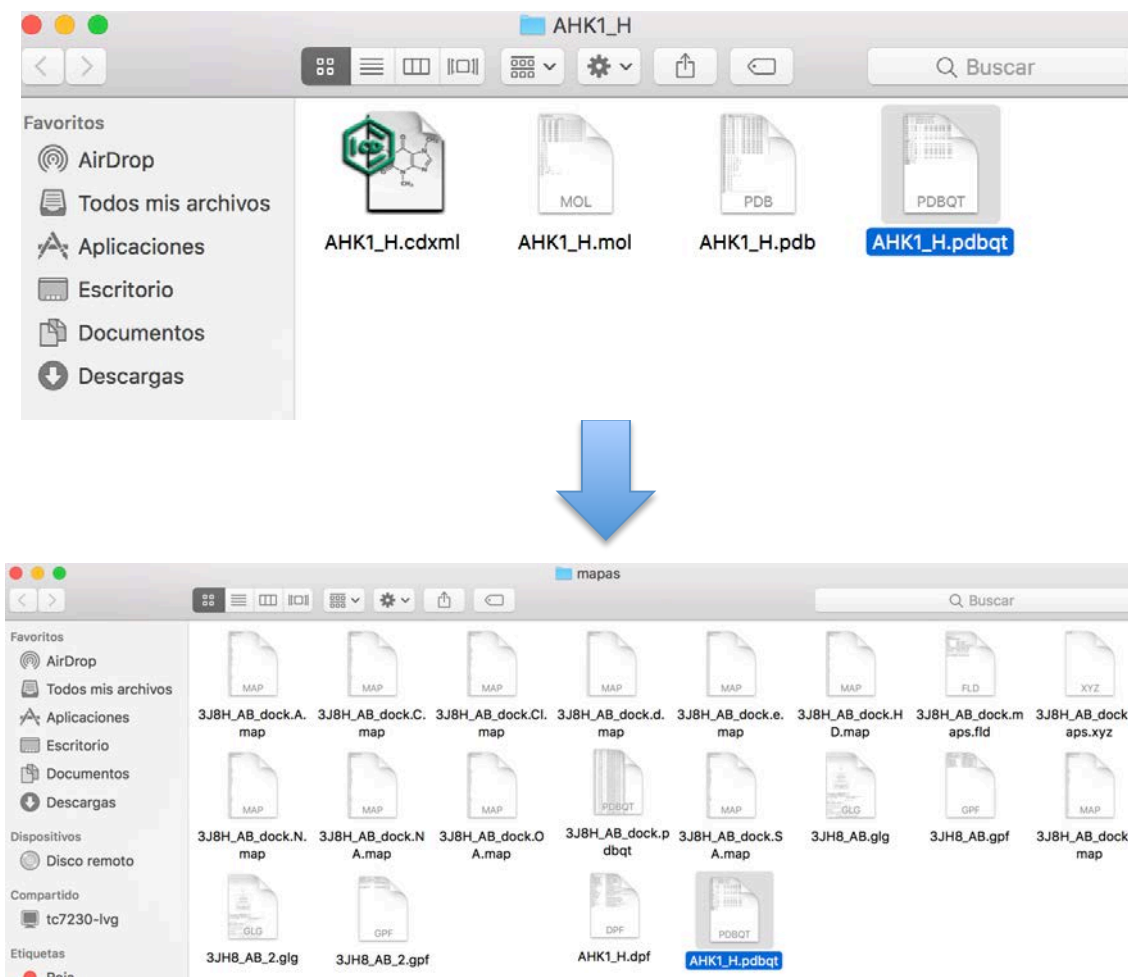 AHK1_H
Buscar
Favoritos
AirDrop
Todos mis archivos
Aplicaciones
Escritorio
Documentos
Descargas
MOL
PDB
PDBQT
AHK1_H.cdxml
AHK1_H.mol
AHK1_H.pdb
AHK1_H.pdbqt
mapas
Buscar
Favoritos
AirDrop
Todos mis archivos
Aplicaciones
Escritorio
Documentos
Descargas
Dispositivos
Disco remoto
Compartido
tc7230-lvg
Etiquetas
MAP MAP MAP MAP MAP MAP FLD XYZ
3J8H_AB_dock.A. 3J8H_AB_dock.C. 3J8H_AB_dock.Cl. 3J8H_AB_dock.d. 3J8H_AB_dock.e. 3J8H_AB_dock.H 3J8H_AB_dock.m 3J8H_AB_dock
map map map map map D.map aps.fld aps.xyz
MAP MAP MAP PDBQT MAP GLG GPF MAP
3J8H_AB_dock.N. 3J8H_AB_dock.N 3J8H_AB_dock.O 3J8H_AB_dock.p 3J8H_AB_dock.S 3JH8_AB.glg 3JH8_AB.gpf 3J8H_AB_dock
map A.map A.map dbqt A.map map
GLG GPF DPF PDBQT
3JH8_AB_2.glg 3JH8_AB_2.gpf AHK1_H.dpf AHK1_H.pdbqt